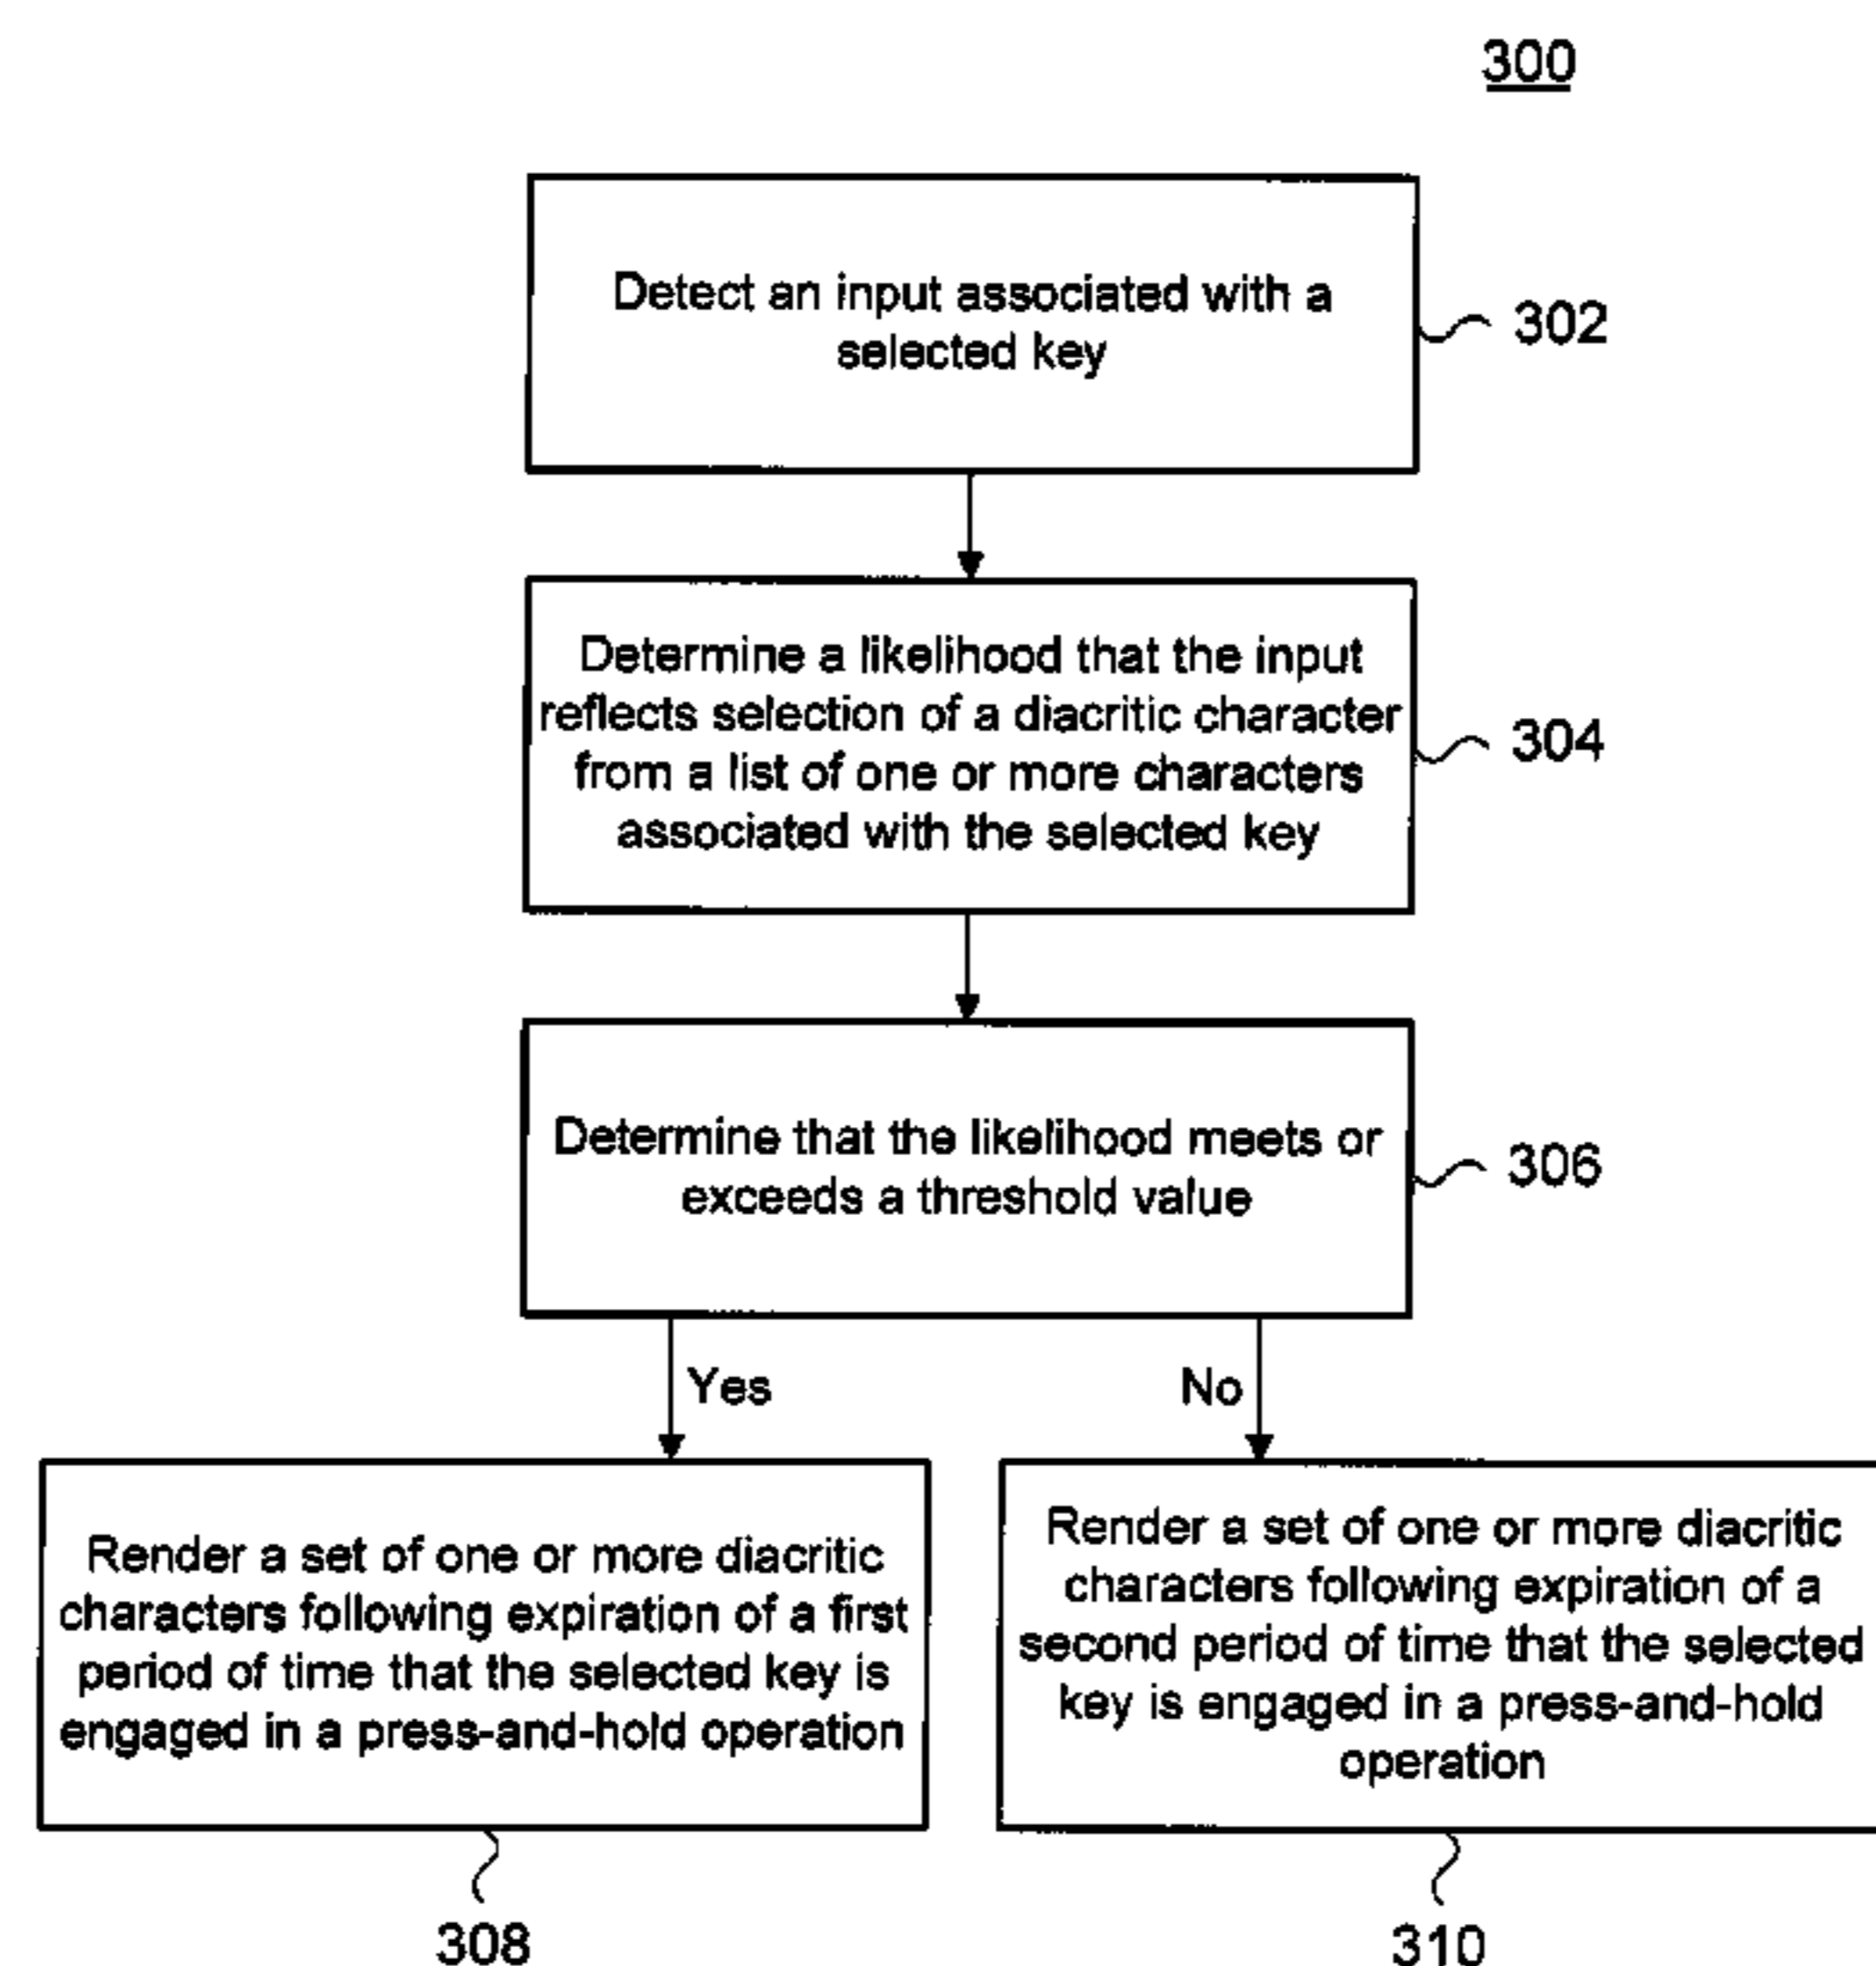 300
Detect an input associated with a
selected key
302
Determine a likelihood that the input
reflects selection of a diacritic character
from a list of one or more characters
associated with the selected key
304
Determine that the likelihood meets or
exceeds a threshold value
306
Yes
No
Render a set of one or more diacritic
characters following expiration of a first
period of time that the selected key is
engaged in a press-and-hold operation
308
Render a set of one or more diacritic
characters following expiration of a
second period of time that the selected
key is engaged in a press-and-hold
operation
310